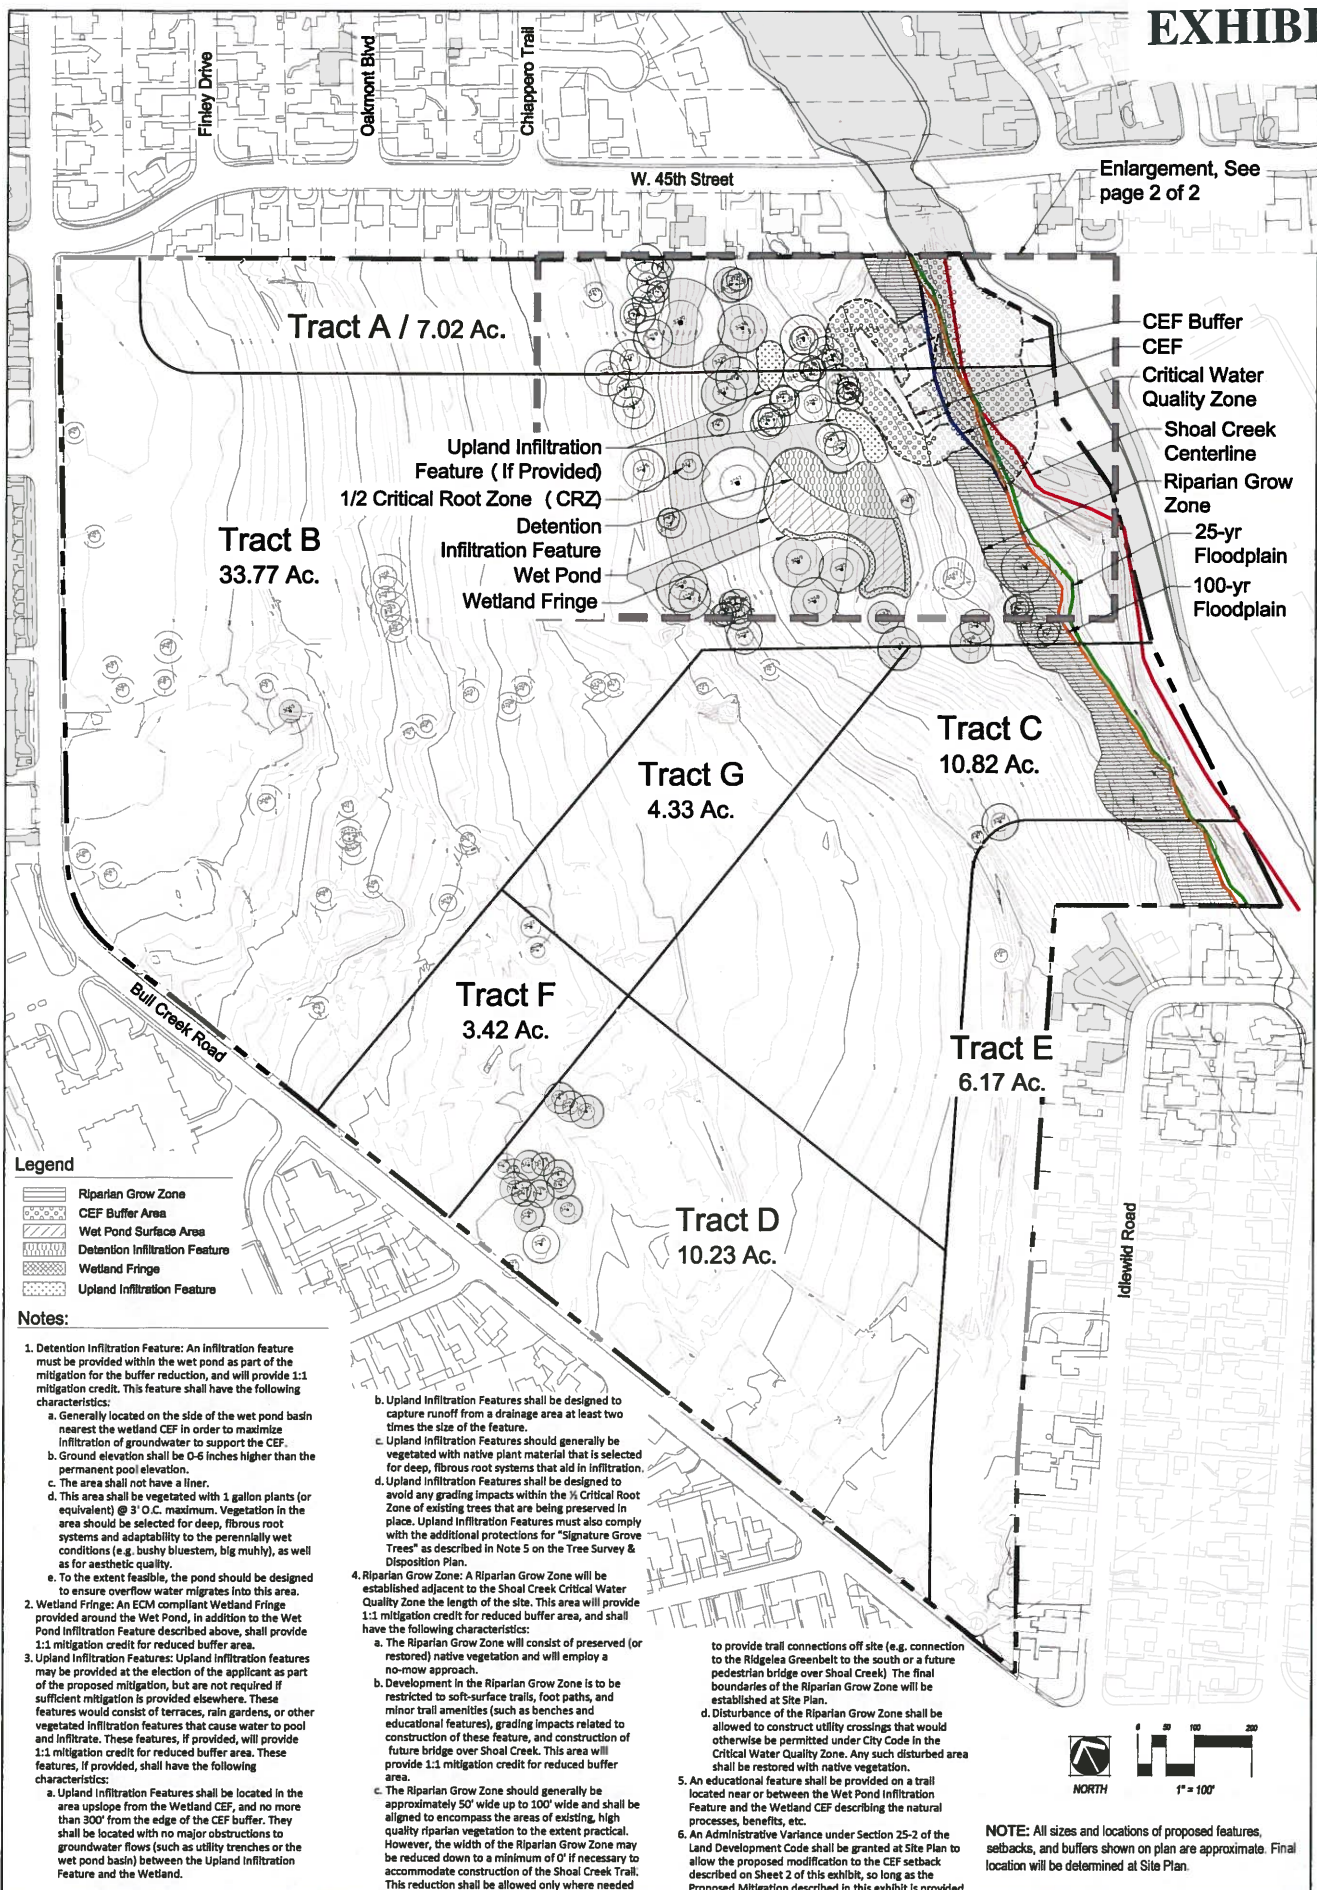 EXHIBI
Finley Drive
Oakmont Blvd
Chiappero Trail
W. 45th Street
Enlargement, See
page 2 of 2
Tract A / 7.02 Ac.
CEF Buffer
CEF
Critical Water
Quality Zone
Shoal Creek
Centerline
Riparian Grow
Zone
25-yr
Floodplain
100-yr
Floodplain
Upland Infiltration
Feature ( If Provided)
1/2 Critical Root Zone ( CRZ)
Detention
Infiltration Feature
Wet Pond
Wetland Fringe
Tract B
33.77 Ac.
Tract C
10.82 Ac.
Tract G
4.33 Ac.
Tract F
3.42 Ac.
Tract E
6.17 Ac.
Tract D
10.23 Ac.
Bull Creek Road
Idlewild Road
Legend
Riparian Grow Zone
CEF Buffer Area
Wet Pond Surface Area
Detention Infiltration Feature
Wetland Fringe
Upland Infiltration Feature
Notes:
1. Detention Infiltration Feature: An infiltration feature
must be provided within the wet pond as part of the
mitigation for the buffer reduction, and will provide 1:1
mitigation credit. This feature shall have the following
characteristics:
a. Generally located on the side of the wet pond basin
nearest the wetland CEF in order to maximize
infiltration of groundwater to support the CEF.
b. Ground elevation shall be 0-6 inches higher than the
permanent pool elevation.
c. The area shall not have a liner.
d. This area shall be vegetated with 1 gallon plants (or
equivalent) @ 3' O.C. maximum. Vegetation in the
area should be selected for deep, fibrous root
systems and adaptability to the perennially wet
conditions (e.g. bushy bluestem, big muhly), as well
as for aesthetic quality.
e. To the extent feasible, the pond should be designed
to ensure overflow water migrates into this area.
2. Wetland Fringe: An ECM compliant Wetland Fringe
provided around the Wet Pond, in addition to the Wet
Pond Infiltration Feature described above, shall provide
1:1 mitigation credit for reduced buffer area.
3. Upland Infiltration Features: Upland infiltration features
may be provided at the election of the applicant as part
of the proposed mitigation, but are not required if
sufficient mitigation is provided elsewhere. These
features would consist of terraces, rain gardens, or other
vegetated infiltration features that cause water to pool
and infiltrate. These features, if provided, will provide
1:1 mitigation credit for reduced buffer area. These
features, if provided, shall have the following
characteristics:
a. Upland Infiltration Features shall be located in the
area upslope from the Wetland CEF, and no more
than 300' from the edge of the CEF buffer. They
shall be located with no major obstructions to
groundwater flows (such as utility trenches or the
wet pond basin) between the Upland Infiltration
Feature and the Wetland.
b. Upland Infiltration Features shall be designed to
capture runoff from a drainage area at least two
times the size of the feature.
c. Upland Infiltration Features should generally be
vegetated with native plant material that is selected
for deep, fibrous root systems that aid in infiltration.
d. Upland Infiltration Features shall be designed to
avoid any grading impacts within the ½ Critical Root
Zone of existing trees that are being preserved in
place. Upland Infiltration Features must also comply
with the additional protections for "Signature Grove
Trees" as described in Note 5 on the Tree Survey &
Disposition Plan.
4. Riparian Grow Zone: A Riparian Grow Zone will be
established adjacent to the Shoal Creek Critical Water
Quality Zone the length of the site. This area will provide
1:1 mitigation credit for reduced buffer area, and shall
have the following characteristics:
a. The Riparian Grow Zone will consist of preserved (or
restored) native vegetation and will employ a
no-mow approach.
b. Development in the Riparian Grow Zone is to be
restricted to soft-surface trails, foot paths, and
minor trail amenities (such as benches and
educational features), grading impacts related to
construction of these feature, and construction of
future bridge over Shoal Creek. This area will
provide 1:1 mitigation credit for reduced buffer
area.
c. The Riparian Grow Zone should generally be
approximately 50' wide up to 100' wide and shall be
aligned to encompass the areas of existing, high
quality riparian vegetation to the extent practical.
However, the width of the Riparian Grow Zone may
be reduced down to a minimum of 0' if necessary to
accommodate construction of the Shoal Creek Trail.
This reduction shall be allowed only where needed
to provide trail connections off site (e.g. connection
to the Ridgelea Greenbelt to the south or a future
pedestrian bridge over Shoal Creek) The final
boundaries of the Riparian Grow Zone will be
established at Site Plan.
d. Disturbance of the Riparian Grow Zone shall be
allowed to construct utility crossings that would
otherwise be permitted under City Code in the
Critical Water Quality Zone. Any such disturbed area
shall be restored with native vegetation.
5. An educational feature shall be provided on a trail
located near or between the Wet Pond Infiltration
Feature and the Wetland CEF describing the natural
processes, benefits, etc.
6. An Administrative Variance under Section 25-2 of the
Land Development Code shall be granted at Site Plan to
allow the proposed modification to the CEF setback
described on Sheet 2 of this exhibit, so long as the
Proposed Mitigation described in this exhibit is provided
NORTH
0 50 100 200
1" = 100'
NOTE: All sizes and locations of proposed features,
setbacks, and buffers shown on plan are approximate. Final
location will be determined at Site Plan.